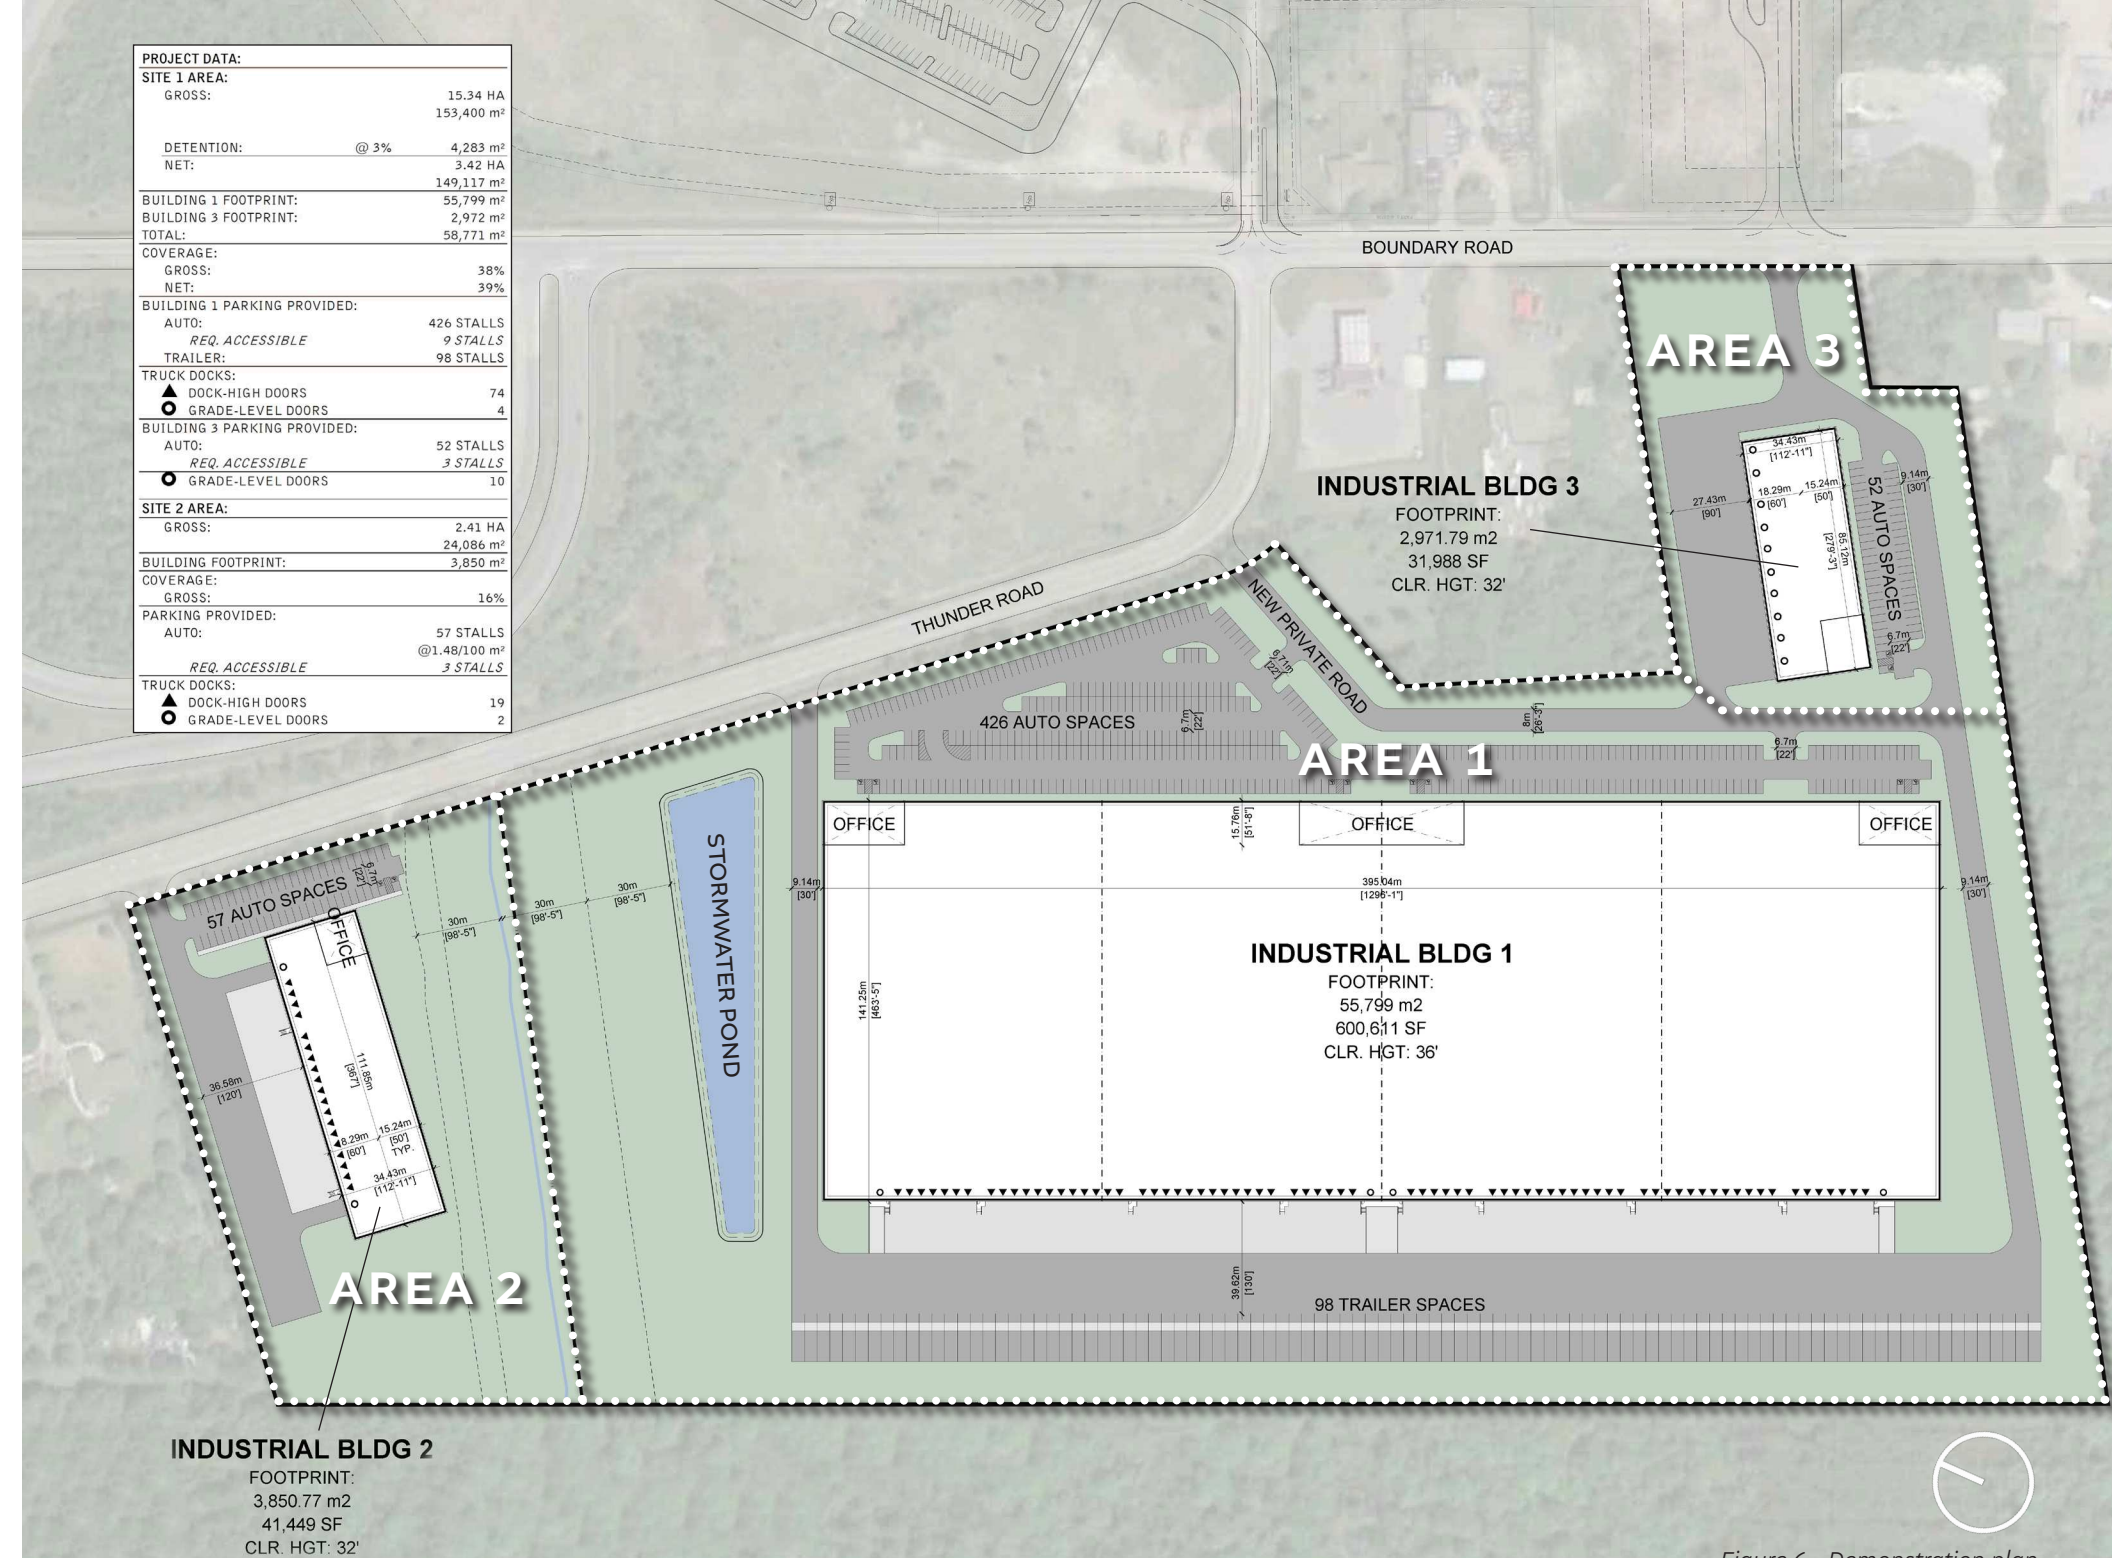 PROJECT DATA:
SITE 1 AREA:
GROSS: 15.34 HA
153,400 m²
DETENTION: @ 3% 4,283 m²
NET: 3.42 HA
149,117 m²
BUILDING 1 FOOTPRINT: 55,799 m²
BUILDING 3 FOOTPRINT: 2,972 m²
TOTAL: 58,771 m²
COVERAGE:
GROSS: 38%
NET: 39%
BUILDING 1 PARKING PROVIDED:
AUTO: 426 STALLS
REQ. ACCESSIBLE 9 STALLS
TRAILER: 98 STALLS
TRUCK DOCKS:
DOCK-HIGH DOORS 74
GRADE-LEVEL DOORS 4
BUILDING 3 PARKING PROVIDED:
AUTO: 52 STALLS
REQ. ACCESSIBLE 3 STALLS
GRADE-LEVEL DOORS 10
SITE 2 AREA:
GROSS: 2.41 HA
24,086 m²
BUILDING FOOTPRINT: 3,850 m²
COVERAGE:
GROSS: 16%
PARKING PROVIDED:
AUTO: 57 STALLS
@1.48/100 m²
REQ. ACCESSIBLE 3 STALLS
TRUCK DOCKS:
DOCK-HIGH DOORS 19
GRADE-LEVEL DOORS 2
BOUNDARY ROAD
AREA 3
34.43m
[112'-11"]
18.29m
[60']
15.24m
[50']
27.43m
[90']
85.12m
[279'-3"]
52 AUTO SPACES
9.14m
[30']
6.7m
[22']
INDUSTRIAL BLDG 3
FOOTPRINT:
2,971.79 m2
31,988 SF
CLR. HGT: 32'
THUNDER ROAD
NEW PRIVATE ROAD
6.71m
[22']
426 AUTO SPACES
6.7m
[22']
8m
[26'-3"]
6.7m
[22']
AREA 1
OFFICE
OFFICE
OFFICE
15.76m
[51'-8"]
9.14m
[30']
395.04m
[1296'-1"]
9.14m
[30']
141.25m
[463'-5"]
INDUSTRIAL BLDG 1
FOOTPRINT:
55,799 m2
600,611 SF
CLR. HGT: 36'
39.62m
[130']
98 TRAILER SPACES
STORMWATER POND
30m
[98'-5"]
30m
[98'-5"]
30m
[98'-5"]
57 AUTO SPACES
6.7m
[22']
OFFICE
36.58m
[120']
111.85m
[367']
8.29m
[60']
15.24m
[50']
TYP.
34.43m
[112'-11"]
AREA 2
INDUSTRIAL BLDG 2
FOOTPRINT:
3,850.77 m2
41,449 SF
CLR. HGT: 32'